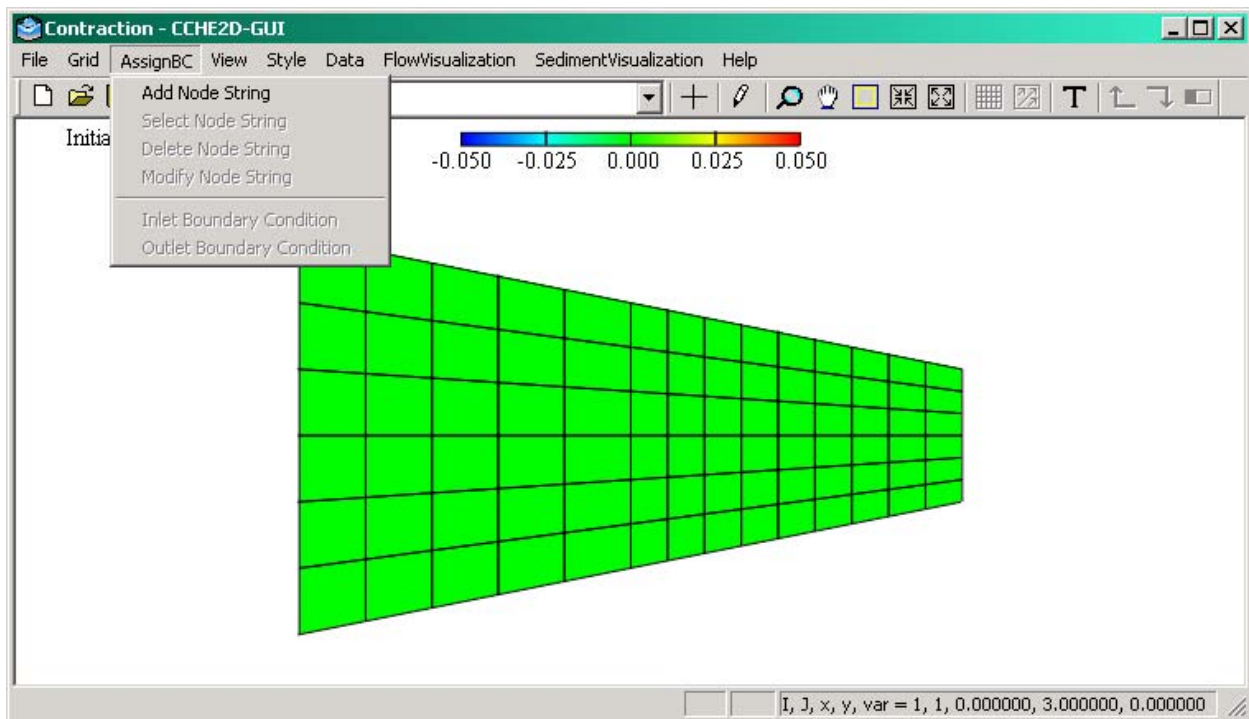 Contraction - CCHE2D-GUI
File Grid AssignBC View Style Data FlowVisualization SedimentVisualization Help
Add Node String
Select Node String
Delete Node String
Modify Node String
Inlet Boundary Condition
Outlet Boundary Condition
T
Initia
-0.050 -0.025 0.000 0.025 0.050
I, J, x, y, var = 1, 1, 0.000000, 3.000000, 0.000000